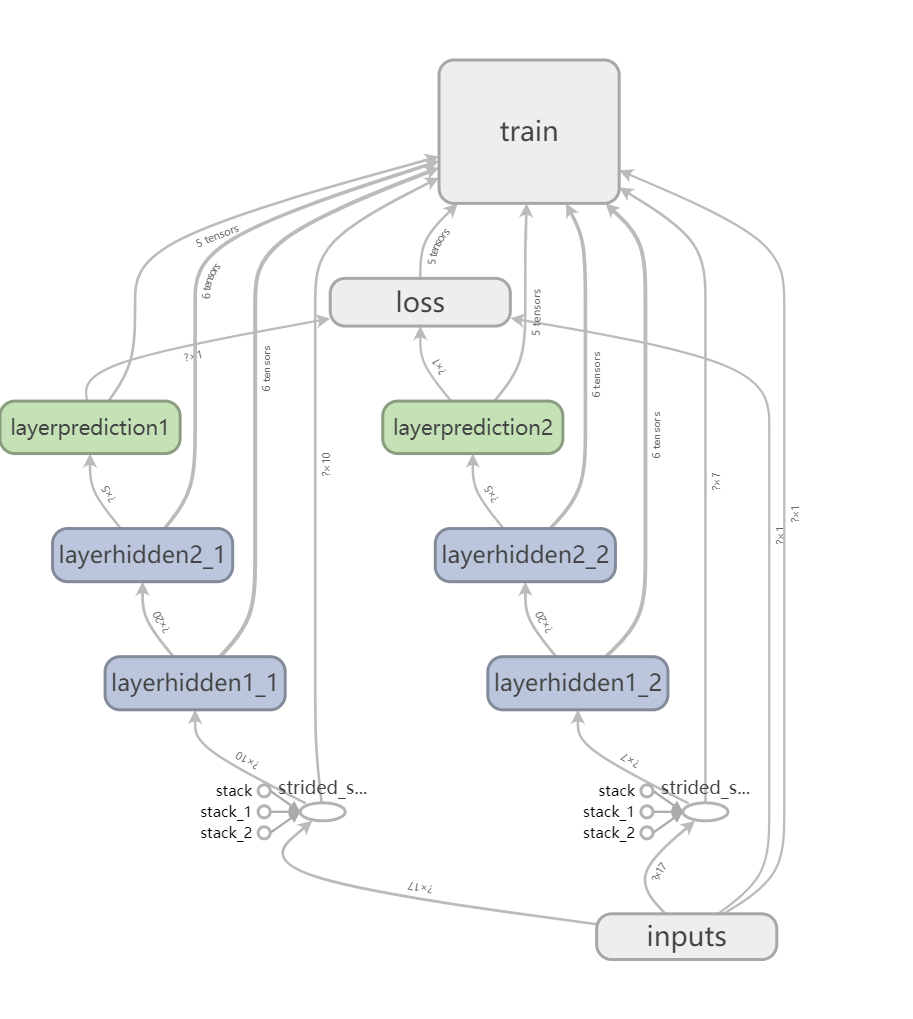 train
5 tensors
5 tensors
6 tensors
loss
5 tensors
?×1
6 tensors
?×1
6 tensors
layerprediction1
layerprediction2
6 tensors
?×10
?×7
?×5
?×5
?×1
?×1
layerhidden2_1
layerhidden2_2
?×20
?×20
layerhidden1_1
layerhidden1_2
?×10
?×7
stack
strided_s...
stack
strided_s...
stack_1
stack_1
stack_2
stack_2
?×17
?×17
inputs